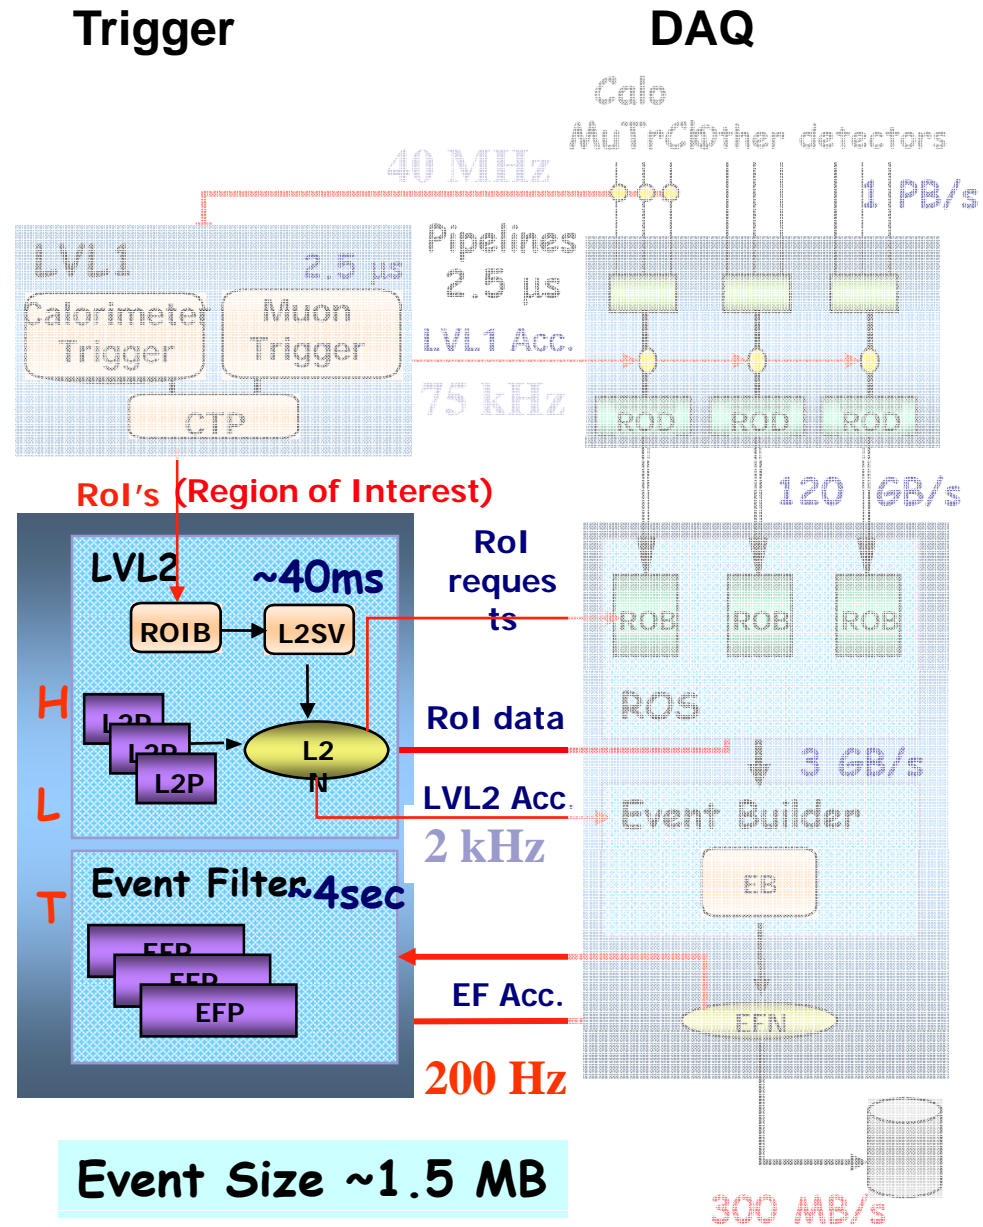 Trigger
DAQ
Calo
MuTrCh Other detectors
40 MHz
1 PB/s
LVL1
2.5 μs
Pipelines
2.5 μs
Calorimeter
Trigger
Muon
Trigger
LVL1 Acc.
75 kHz
CTP
ROD
ROD
ROD
RoI's (Region of Interest)
120 GB/s
LVL2
~40ms
RoI
reques
ts
ROIB
L2SV
ROB
ROB
ROB
H
L
T
L2P
L2P
L2P
L2
N
RoI data
ROS
3 GB/s
LVL2 Acc.
2 kHz
Event Builder
EB
Event Filter
~4sec
EFP
EFP
EFP
EF Acc.
EFN
200 Hz
Event Size ~1.5 MB
300 MB/s